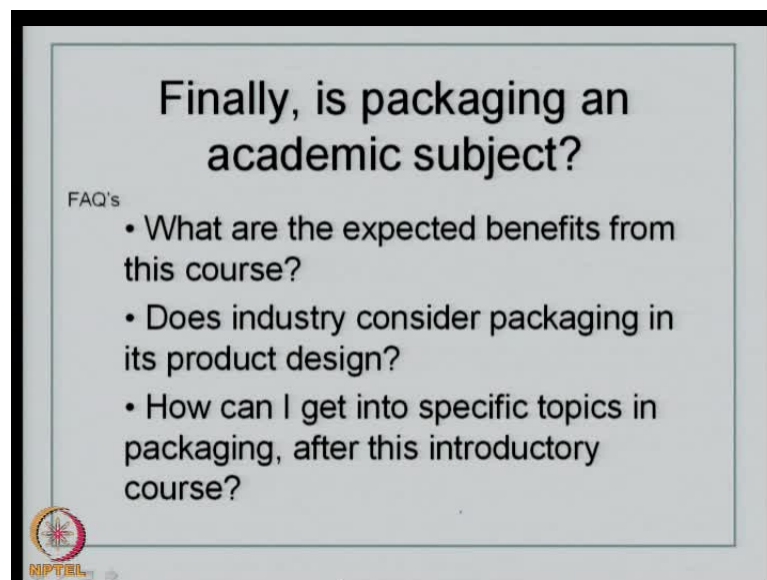 Finally, is packaging an
academic subject?
FAQ's
• What are the expected benefits from
this course?
• Does industry consider packaging in
its product design?
• How can I get into specific topics in
packaging, after this introductory
course?
NPTEL